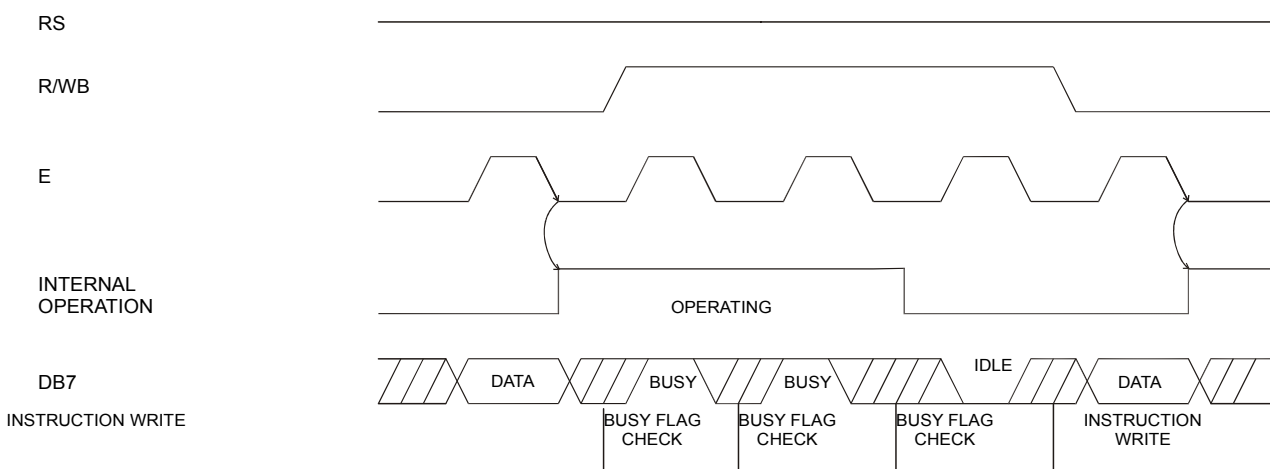 RS
R/WB
E
INTERNAL
OPERATION
OPERATING
DB7
DATA
BUSY
BUSY
IDLE
DATA
INSTRUCTION WRITE
BUSY FLAG
CHECK
BUSY FLAG
CHECK
BUSY FLAG
CHECK
INSTRUCTION
WRITE